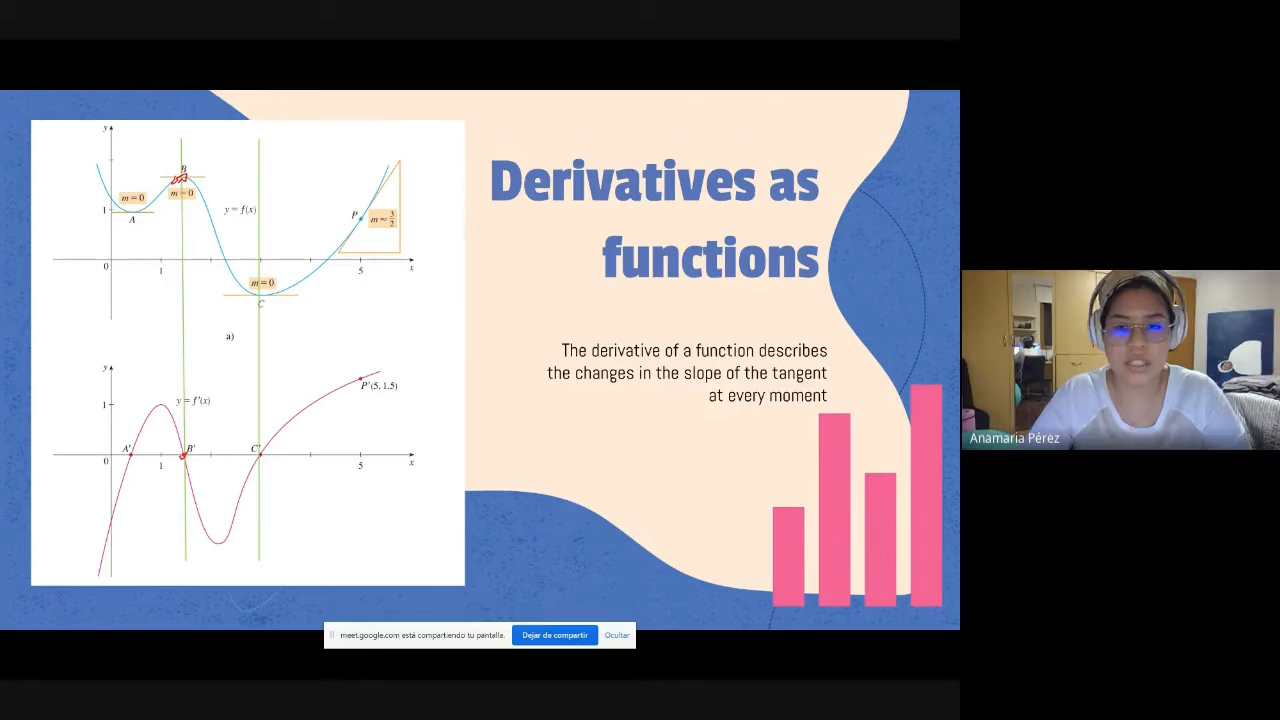 y
B
m = 0
m = 0
A
1
y = f(x)
P
m ≈ 3/2
0
1
5
x
m = 0
C
a)
y
P'(5, 1.5)
1
y = f'(x)
A'
B'
C'
0
1
5
x
Derivatives as
functions
The derivative of a function describes
the changes in the slope of the tangent
at every moment
Anamaria Pérez
meet.google.com está compartiendo tu pantalla.
Dejar de compartir
Ocultar